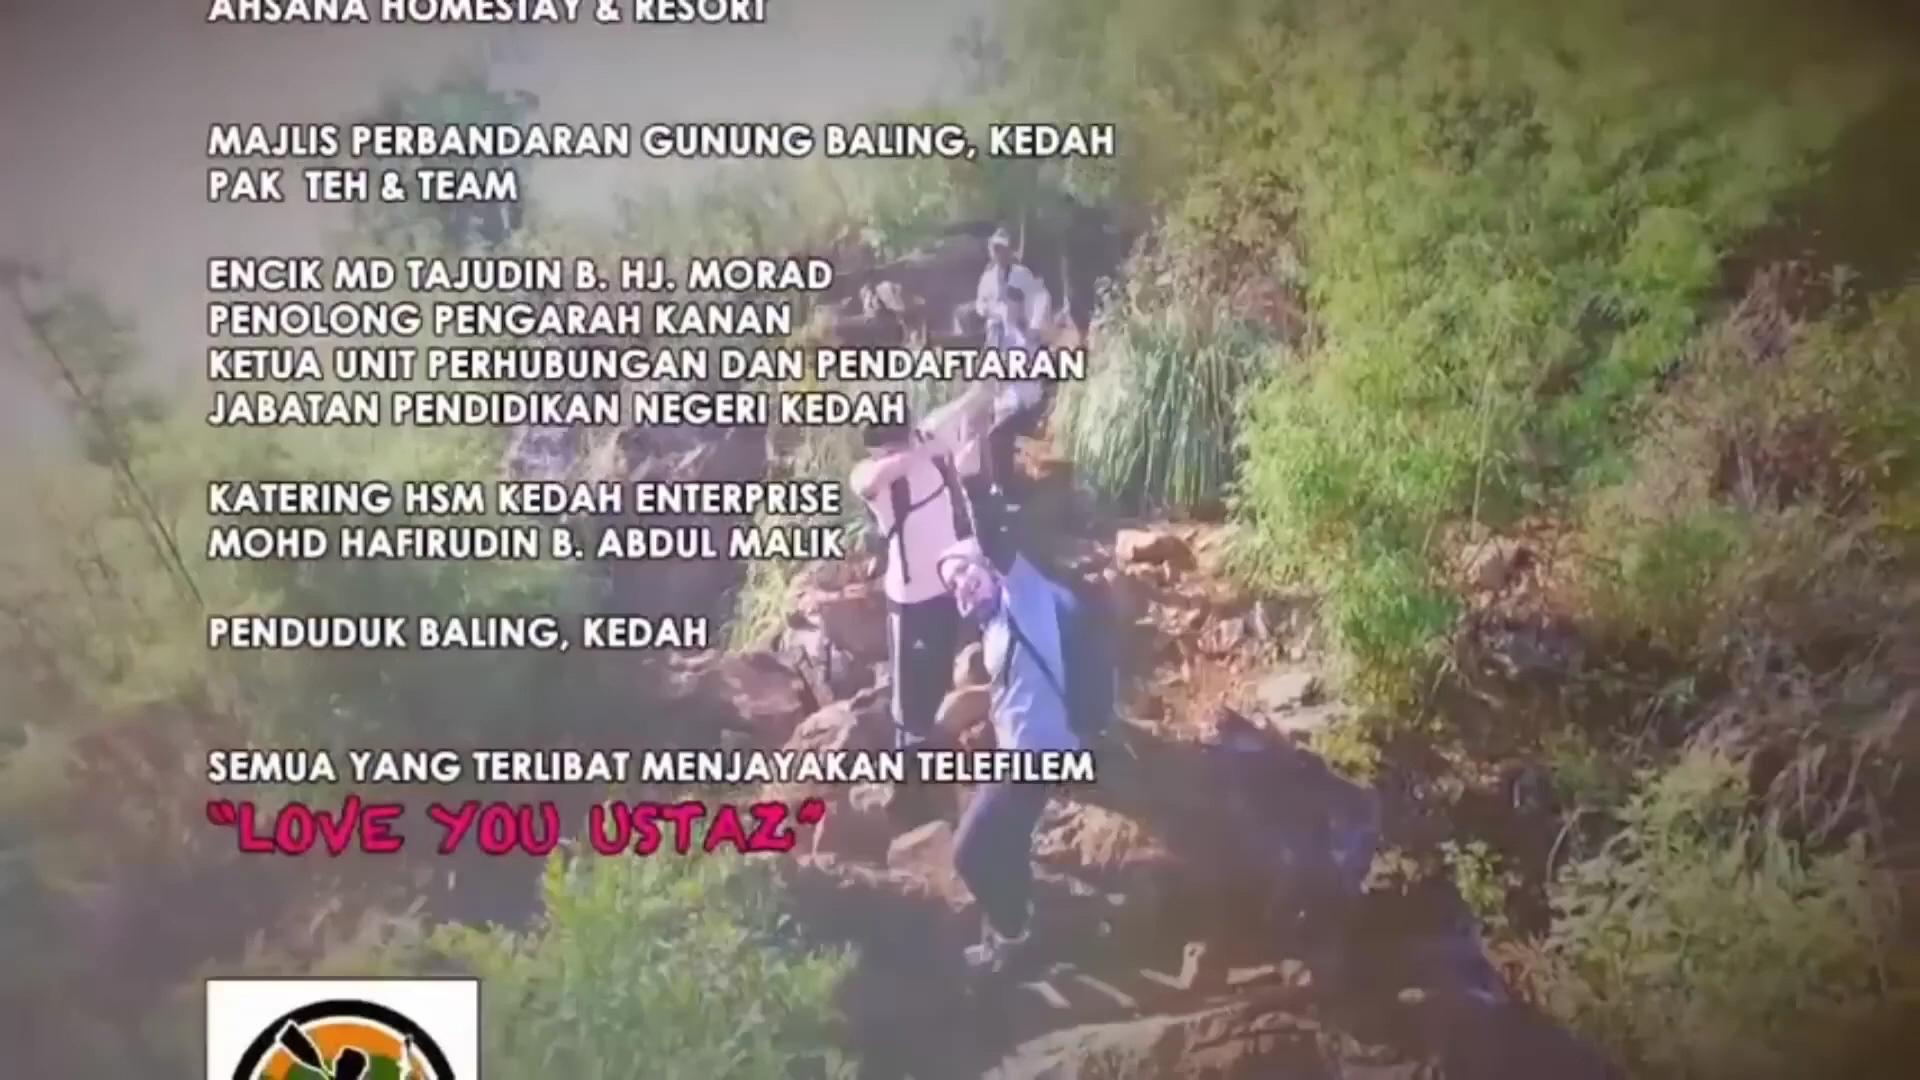 AHSANA HOMESTAY & RESORT
MAJLIS PERBANDARAN GUNUNG BALING, KEDAH
PAK TEH & TEAM
ENCIK MD TAJUDIN B. HJ. MORAD
PENOLONG PENGARAH KANAN
KETUA UNIT PERHUBUNGAN DAN PENDAFTARAN
JABATAN PENDIDIKAN NEGERI KEDAH
KATERING HSM KEDAH ENTERPRISE
MOHD HAFIRUDIN B. ABDUL MALIK
PENDUDUK BALING, KEDAH
SEMUA YANG TERLIBAT MENJAYAKAN TELEFILEM
"LOVE YOU USTAZ"